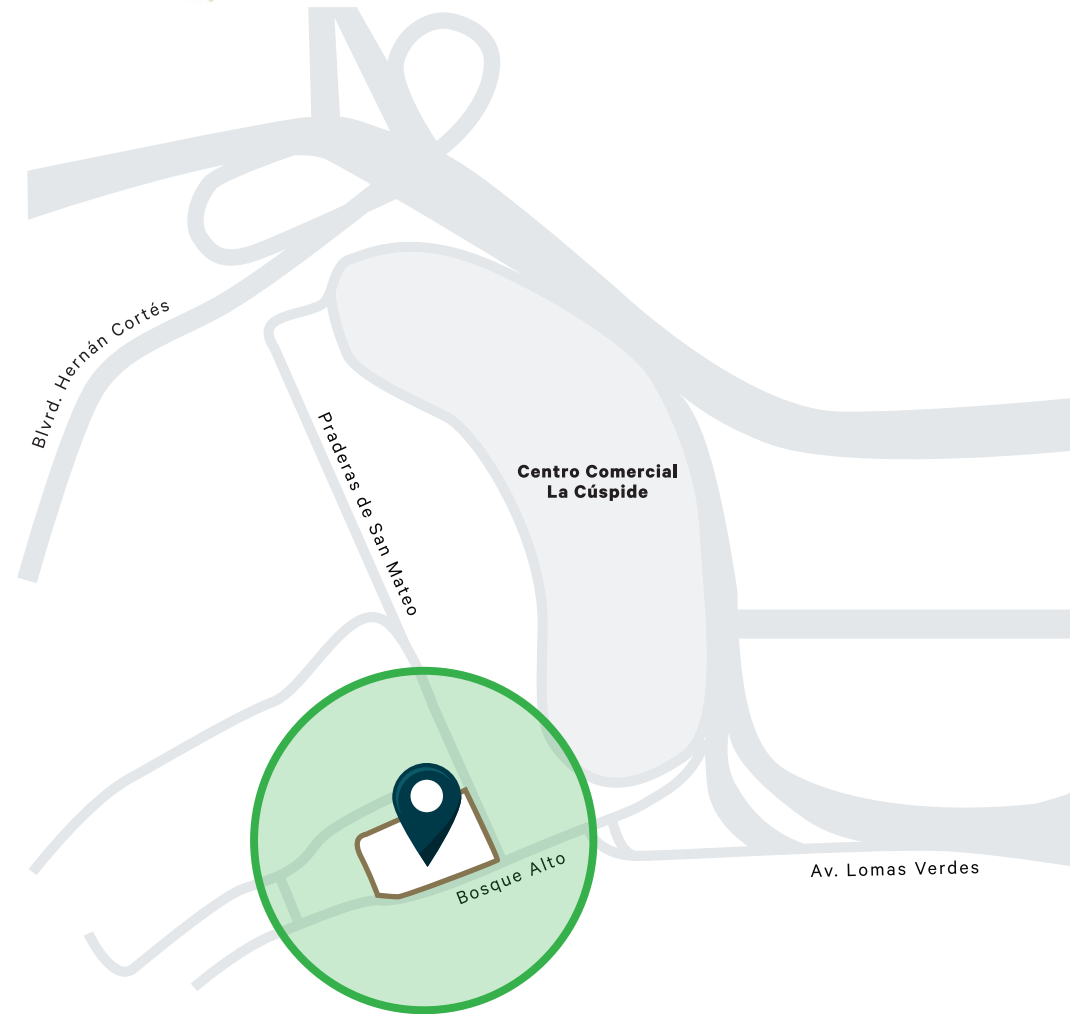 Blvrd. Hernán Cortés
Praderas de San Mateo
Centro Comercial
La Cúspide
Bosque Alto
Av. Lomas Verdes